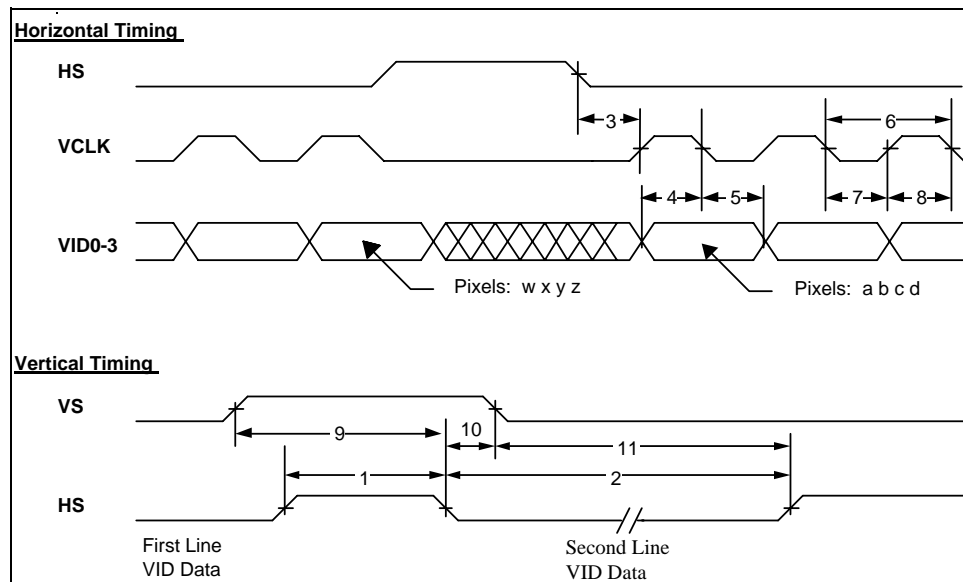 Horizontal Timing
HS
3
6
VCLK
4
5
7
8
VID0-3
Pixels: w x y z
Pixels: a b c d
Vertical Timing
VS
9
10
11
1
2
HS
First Line
VID Data
Second Line
VID Data